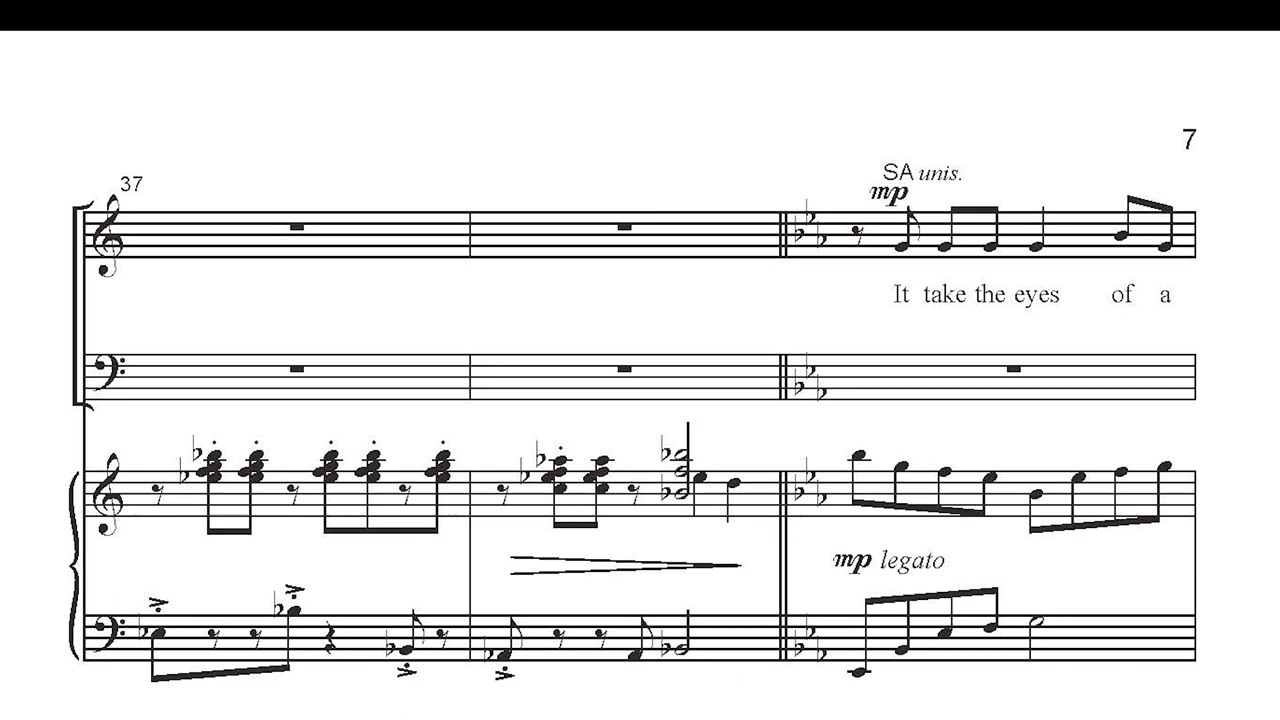 7
37
SA unis.
mp
It take the eyes of a
mp legato